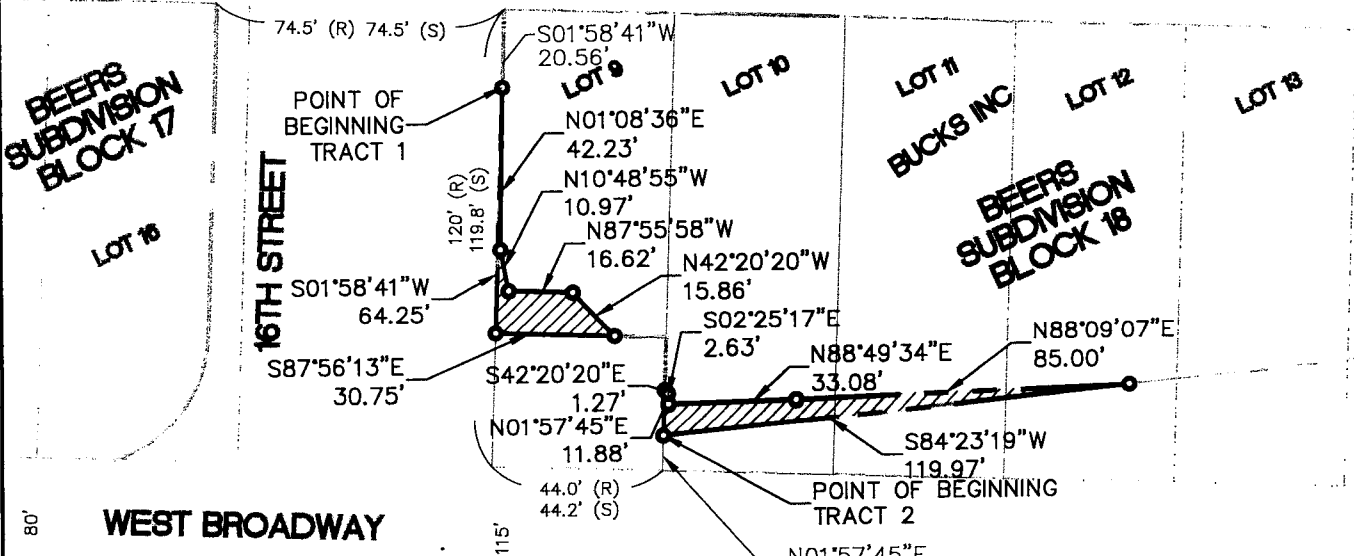 74.5' (R) 74.5' (S)
S01°58'41"W
20.56'
BEERS
SUBDIVISION
BLOCK 17
LOT 16
16TH STREET
POINT OF
BEGINNING
TRACT 1
LOT 9
LOT 10
LOT 11
LOT 12
LOT 13
BUCKS INC
BEERS
SUBDIVISION
BLOCK 18
N01°08'36"E
42.23'
120' (R)
119.8' (S)
N10°48'55"W
10.97'
N87°55'58"W
16.62'
N42°20'20"W
15.86'
S01°58'41"W
64.25'
S87°56'13"E
30.75'
S02°25'17"E
2.63'
N88°49'34"E
33.08'
N88°09'07"E
85.00'
S42°20'20"E
1.27'
N01°57'45"E
11.88'
S84°23'19"W
119.97'
POINT OF BEGINNING
TRACT 2
44.0' (R)
44.2' (S)
80'
WEST BROADWAY
115'
N01°57'45"E